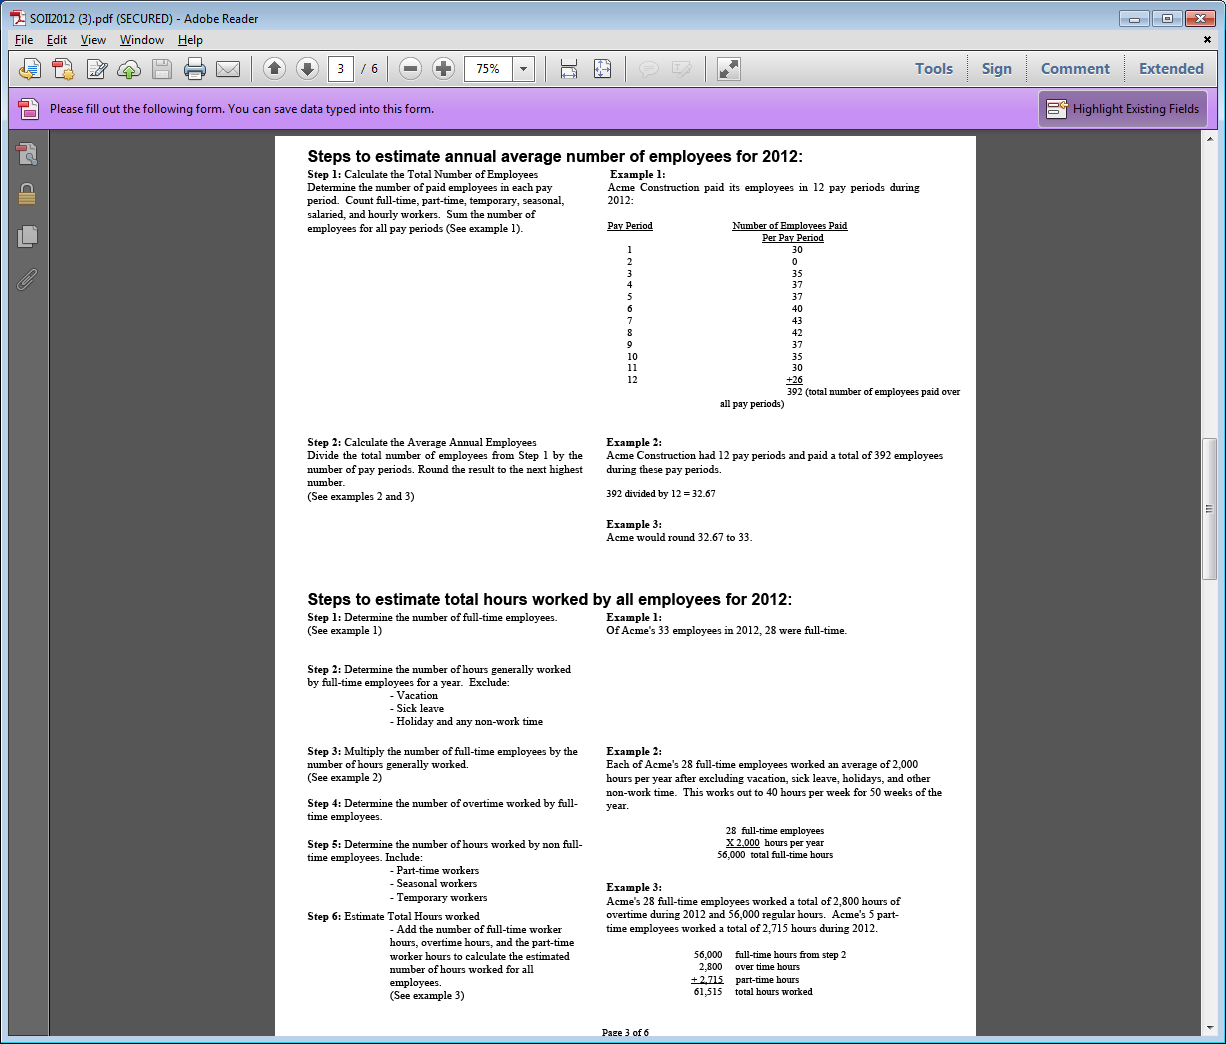 SOII2012 (3).pdf (SECURED) - Adobe Reader
File Edit View Window Help
3 / 6 75% Tools Sign Comment Extended
Please fill out the following form. You can save data typed into this form. Highlight Existing Fields
Steps to estimate annual average number of employees for 2012:
Step 1: Calculate the Total Number of Employees
Determine the number of paid employees in each pay
period. Count full-time, part-time, temporary, seasonal,
salaried, and hourly workers. Sum the number of
employees for all pay periods (See example 1).
Example 1:
Acme Construction paid its employees in 12 pay periods during
2012:
Pay Period Number of Employees Paid
Per Pay Period
1 30
2 0
3 35
4 37
5 37
6 40
7 43
8 42
9 37
10 35
11 30
12 +26
392 (total number of employees paid over
all pay periods)
Step 2: Calculate the Average Annual Employees
Divide the total number of employees from Step 1 by the
number of pay periods. Round the result to the next highest
number.
(See examples 2 and 3)
Example 2:
Acme Construction had 12 pay periods and paid a total of 392 employees
during these pay periods.
392 divided by 12 = 32.67
Example 3:
Acme would round 32.67 to 33.
Steps to estimate total hours worked by all employees for 2012:
Step 1: Determine the number of full-time employees.
(See example 1)
Example 1:
Of Acme's 33 employees in 2012, 28 were full-time.
Step 2: Determine the number of hours generally worked
by full-time employees for a year. Exclude:
- Vacation
- Sick leave
- Holiday and any non-work time
Step 3: Multiply the number of full-time employees by the
number of hours generally worked.
(See example 2)
Step 4: Determine the number of overtime worked by full-
time employees.
Example 2:
Each of Acme's 28 full-time employees worked an average of 2,000
hours per year after excluding vacation, sick leave, holidays, and other
non-work time. This works out to 40 hours per week for 50 weeks of the
year.
28 full-time employees
X 2,000 hours per year
56,000 total full-time hours
Step 5: Determine the number of hours worked by non full-
time employees. Include:
- Part-time workers
- Seasonal workers
- Temporary workers
Step 6: Estimate Total Hours worked
- Add the number of full-time worker
hours, overtime hours, and the part-time
worker hours to calculate the estimated
number of hours worked for all
employees.
(See example 3)
Example 3:
Acme's 28 full-time employees worked a total of 2,800 hours of
overtime during 2012 and 56,000 regular hours. Acme's 5 part-
time employees worked a total of 2,715 hours during 2012.
56,000 full-time hours from step 2
2,800 over time hours
+ 2,715 part-time hours
61,515 total hours worked
Page 3 of 6